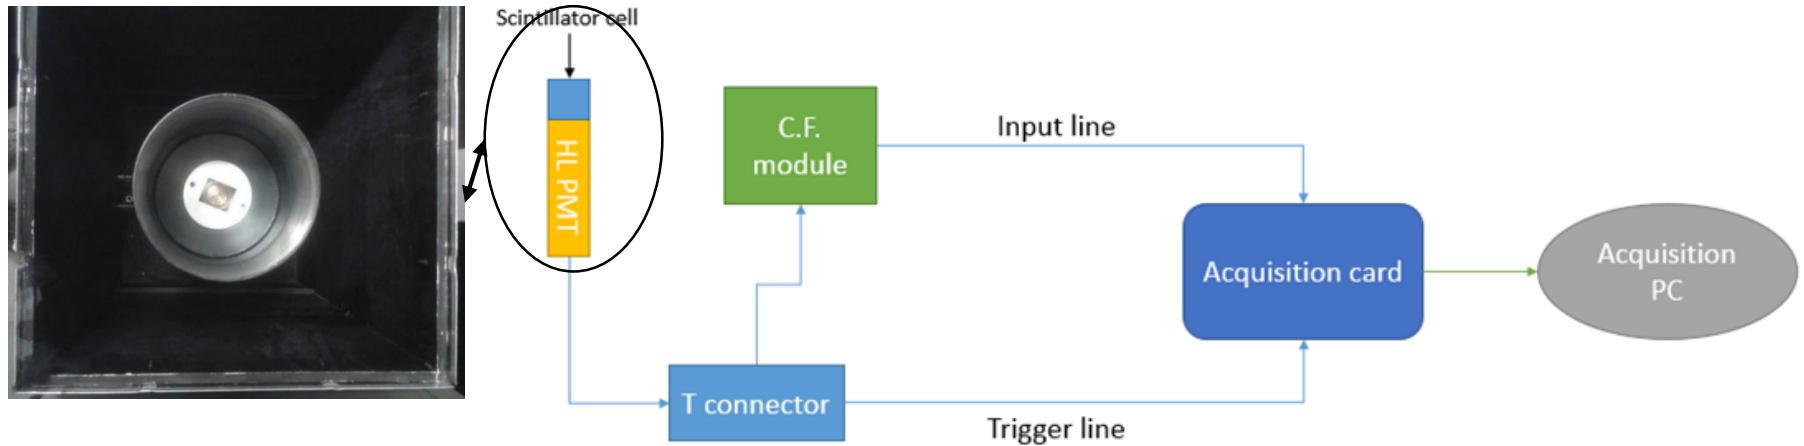 Scintillator cell
HL PMT
C.F.
module
Input line
Acquisition card
Acquisition
PC
T connector
Trigger line